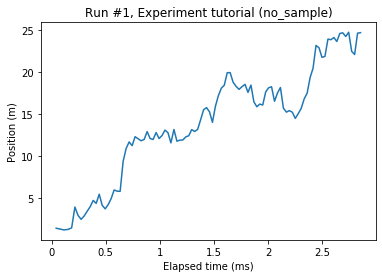 Run #1, Experiment tutorial (no_sample)
Position (m)
25
20
15
10
5
0 0.5 1 1.5 2 2.5
Elapsed time (ms)